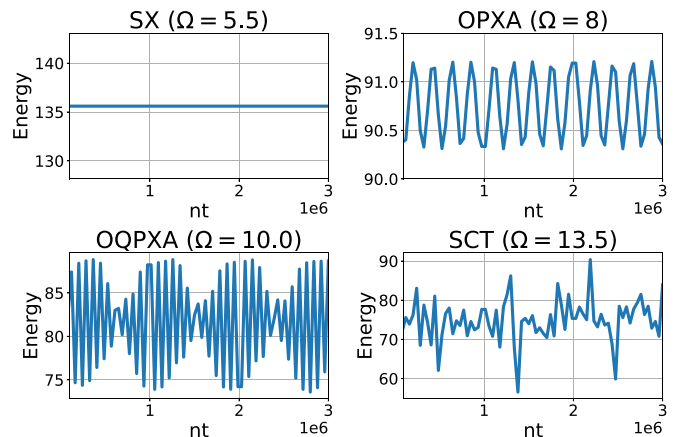 SX (Ω = 5.5)
Energy
140
135
130
1
2
3
1e6
nt
OPXA (Ω = 8)
Energy
91.5
91.0
90.5
90.0
1
2
3
1e6
nt
OQPXA (Ω = 10.0)
Energy
85
80
75
1
2
3
1e6
nt
SCT (Ω = 13.5)
Energy
90
80
70
60
1
2
3
1e6
nt